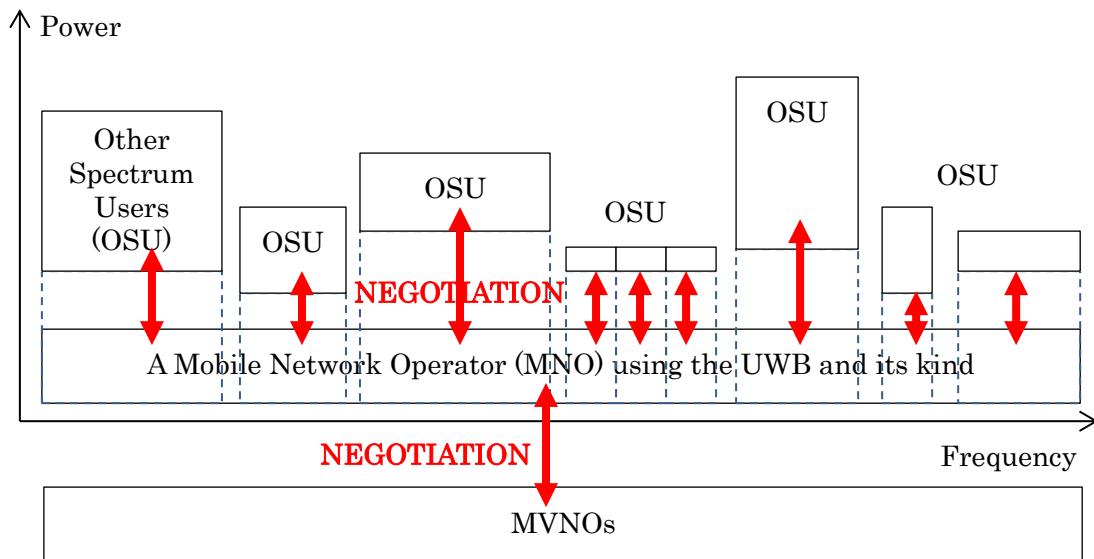 Power
Other
Spectrum
Users
(OSU)
OSU
OSU
OSU
OSU
OSU
NEGOTIATION
A Mobile Network Operator (MNO) using the UWB and its kind
NEGOTIATION
Frequency
MVNOs